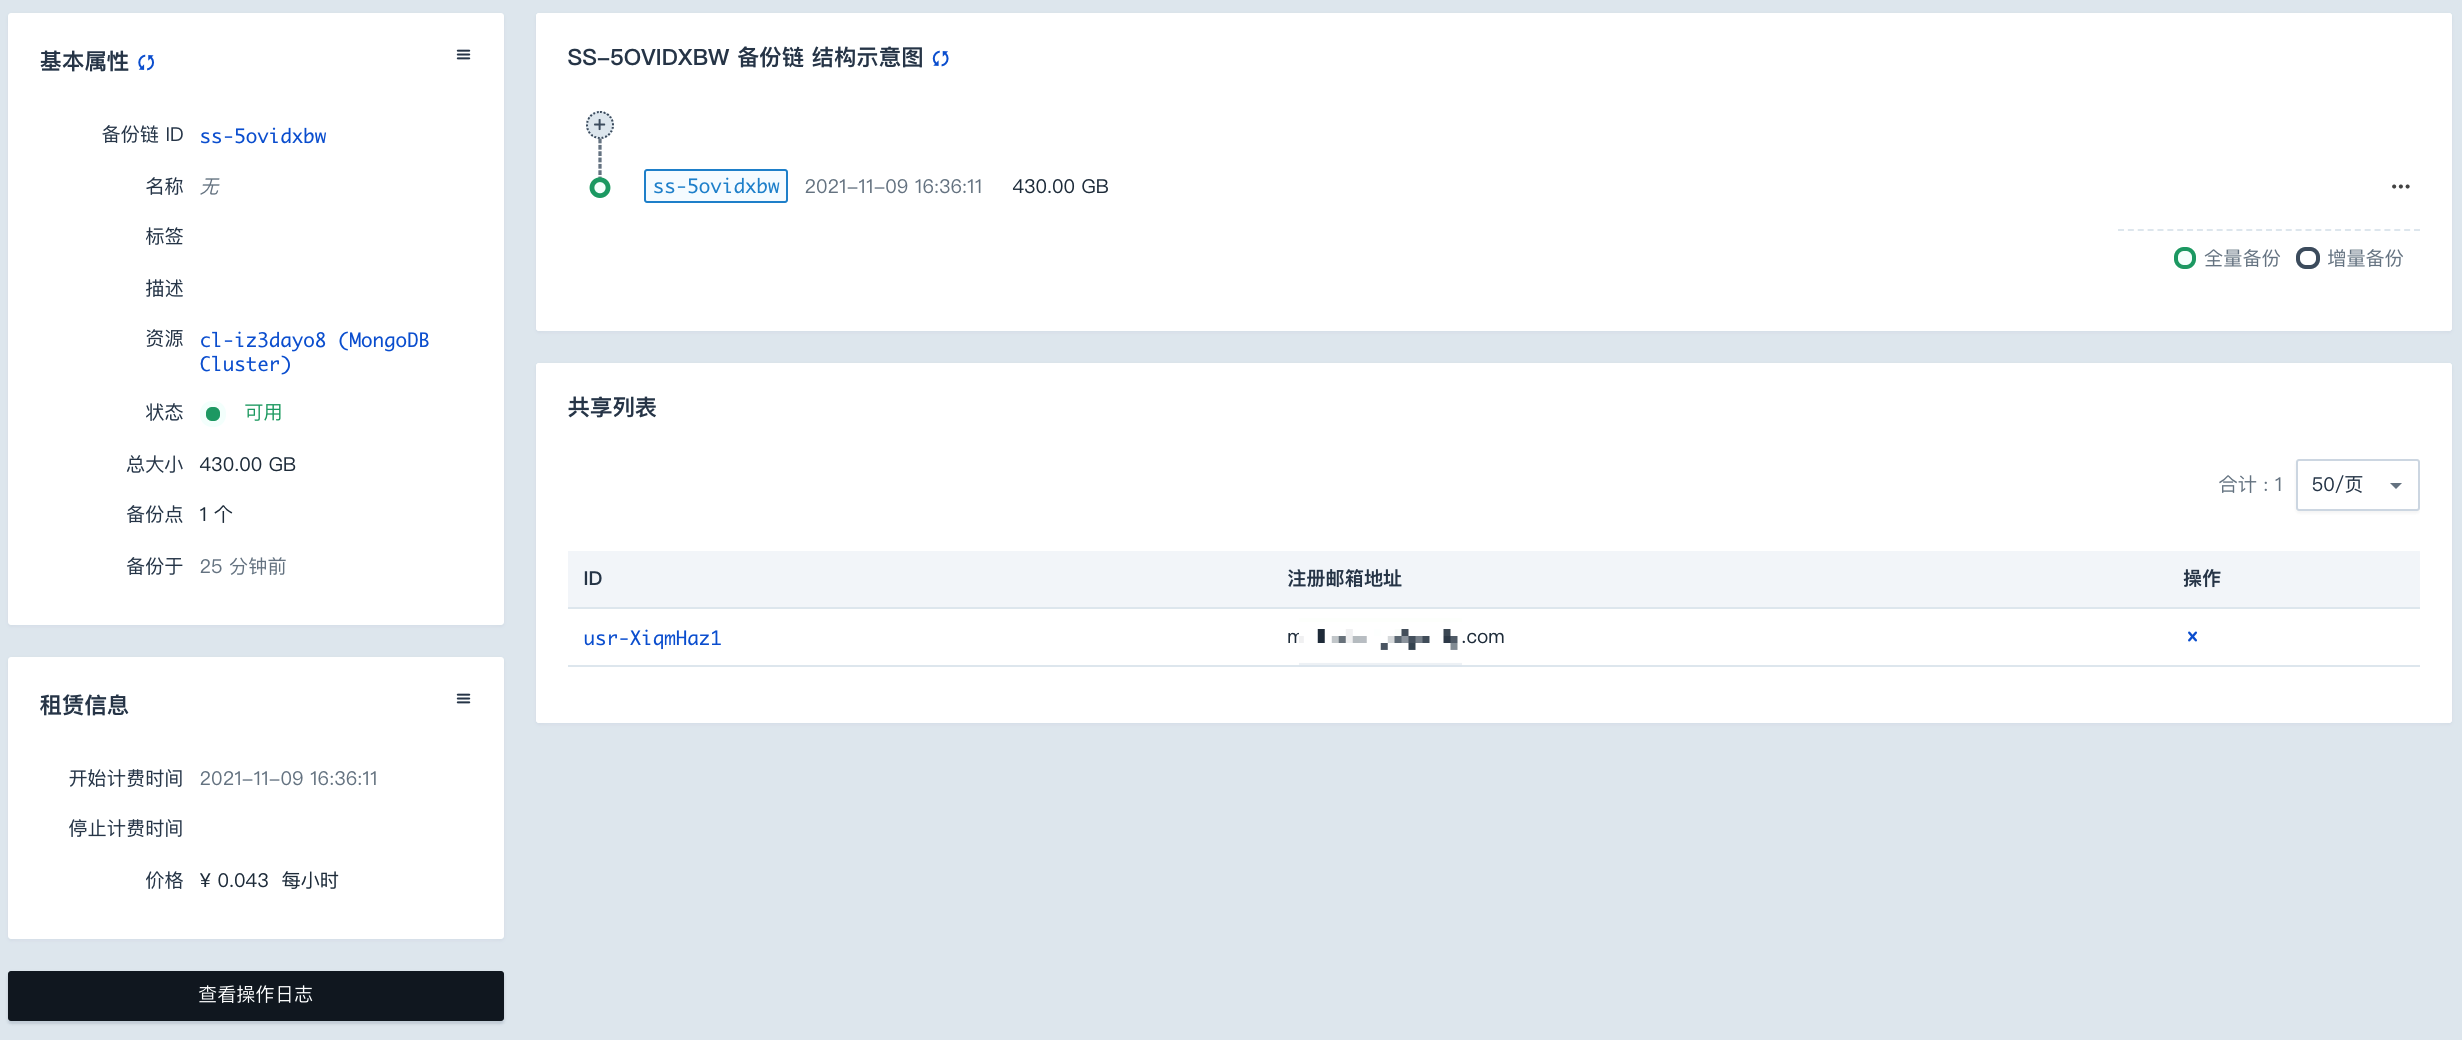 基本属性
备份链 ID ss-5ovidxbw
名称 无
标签
描述
资源 cl-iz3dayo8 (MongoDB
Cluster)
状态 可用
总大小 430.00 GB
备份点 1 个
备份于 25 分钟前
租赁信息
开始计费时间 2021-11-09 16:36:11
停止计费时间
价格 ¥ 0.043 每小时
查看操作日志
SS-5OVIDXBW 备份链 结构示意图
ss-5ovidxbw 2021-11-09 16:36:11 430.00 GB
全量备份 增量备份
共享列表
合计：1 50/页
ID 注册邮箱地址 操作
usr-XiqmHaz1 m .com